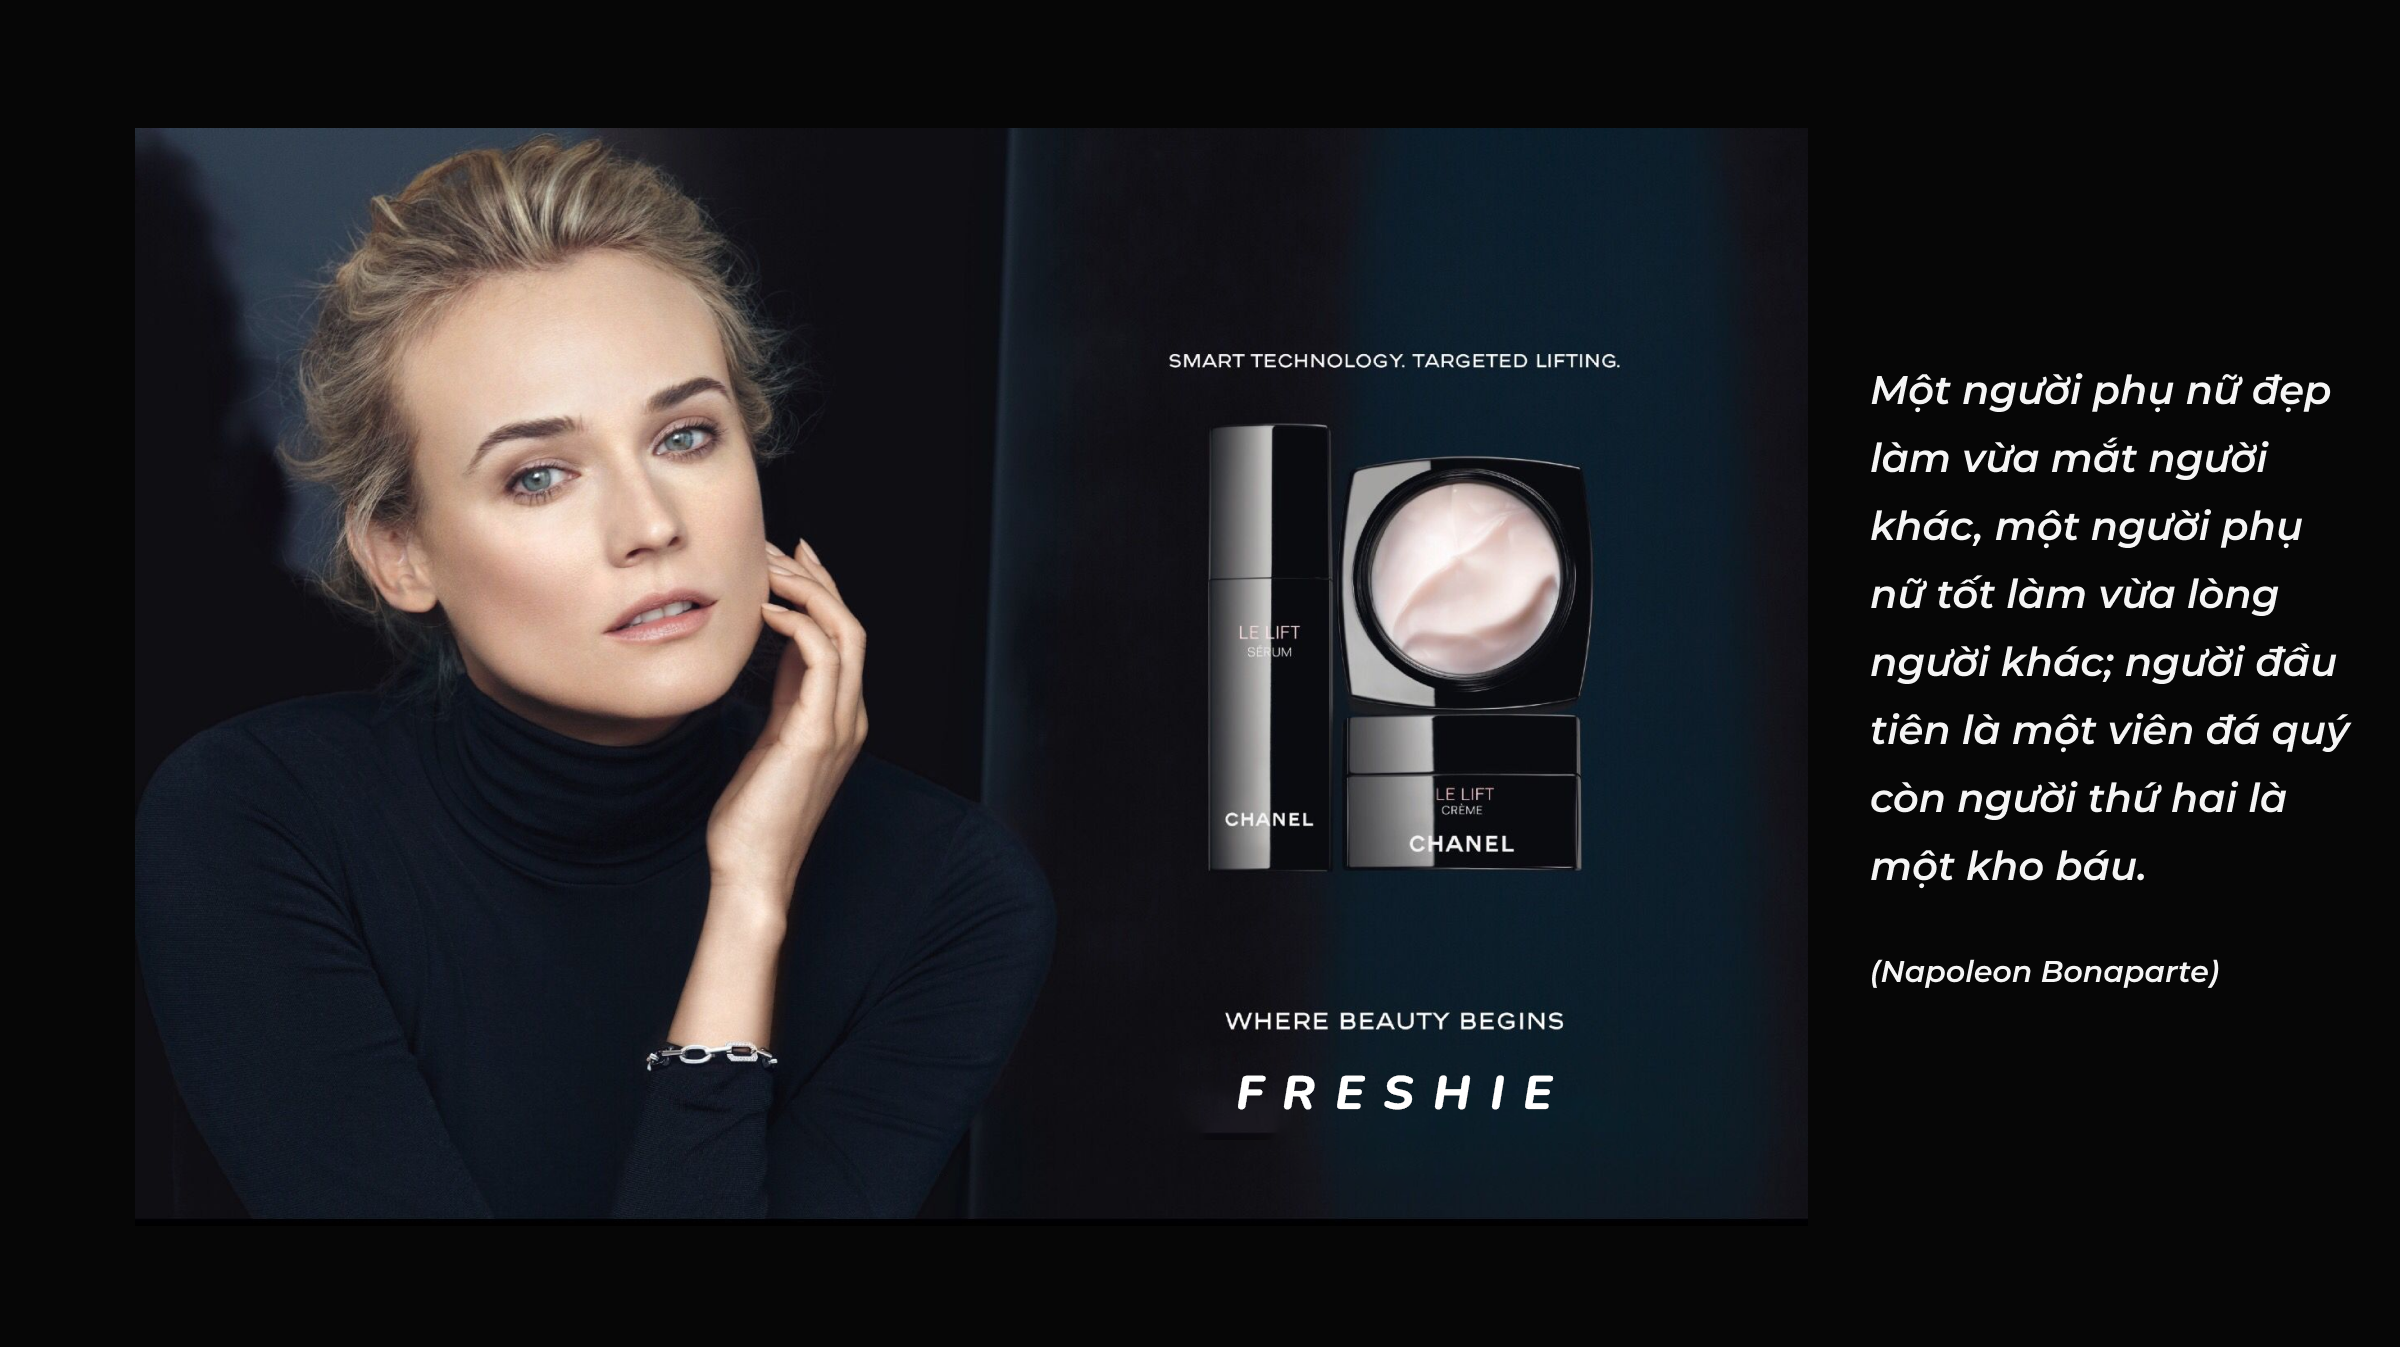 SMART TECHNOLOGY. TARGETED LIFTING.
LE LIFT
SÉRUM
CHANEL
LE LIFT
CRÈME
CHANEL
WHERE BEAUTY BEGINS
FRESHIE
Một người phụ nữ đẹp
làm vừa mắt người
khác, một người phụ
nữ tốt làm vừa lòng
người khác; người đầu
tiên là một viên đá quý
còn người thứ hai là
một kho báu.
(Napoleon Bonaparte)